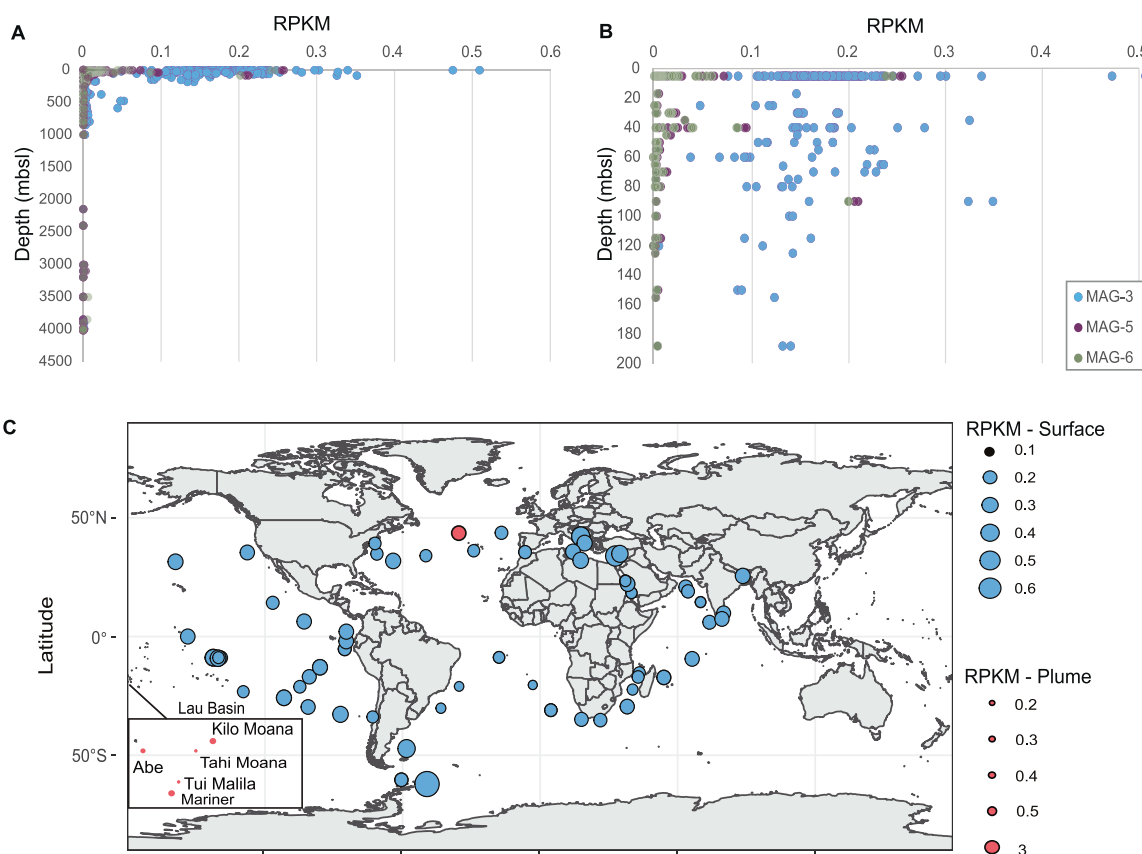 A
RPKM
0 0.1 0.2 0.3 0.4 0.5 0.6
Depth (mbsl)
0
500
1000
2000
3000
3500
4000
4500
B
RPKM
0 0.1 0.2 0.3 0.4 0.5
Depth (mbsl)
0
20
40
60
80
100
120
140
160
180
200
MAG-3
MAG-5
MAG-6
C
Latitude
50°N
0°
50°S
Lau Basin
Kilo Moana
Abe
Tahi Moana
Tui Malila
Mariner
RPKM - Surface
0.1
0.2
0.3
0.4
0.5
0.6
RPKM - Plume
0.2
0.3
0.4
0.5
3